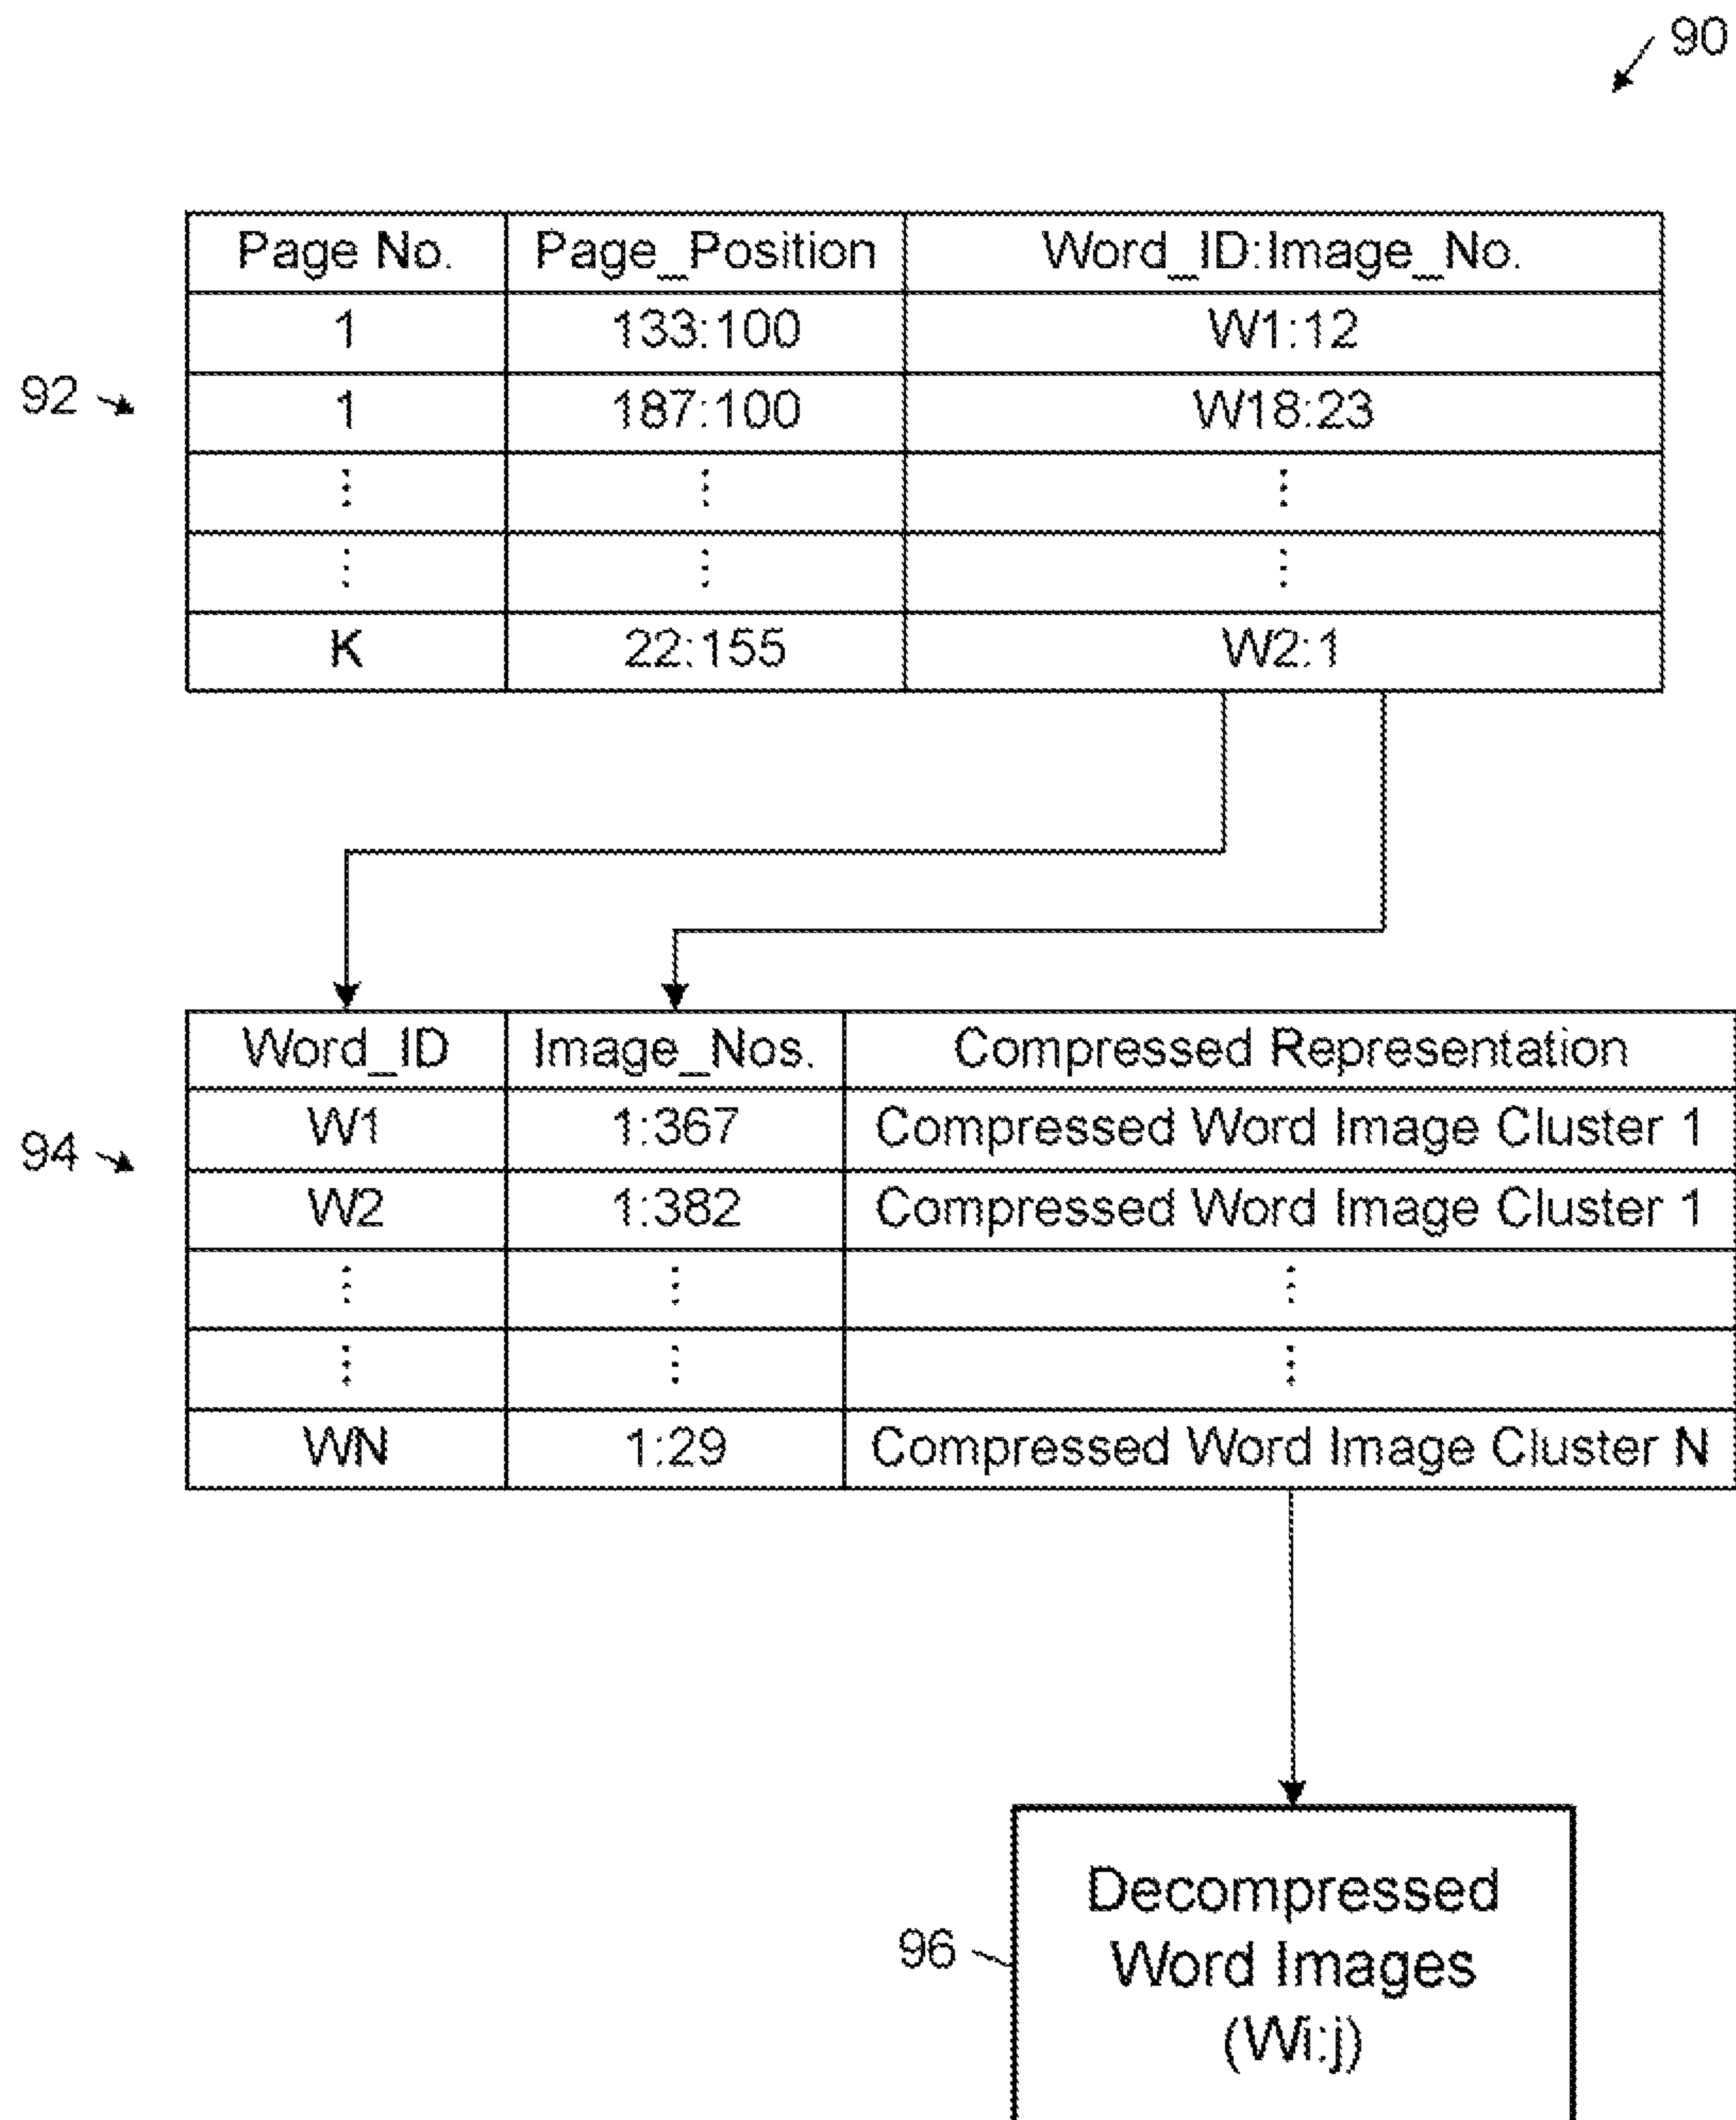 90
Page No. Page_Position Word_ID:Image_No.
1 133:100 W1:12
92
1 187:100 W18:23
⋮ ⋮ ⋮
⋮ ⋮ ⋮
K 22:155 W2:1
Word_ID Image_Nos. Compressed Representation
W1 1:367 Compressed Word Image Cluster 1
94
W2 1:382 Compressed Word Image Cluster 1
⋮ ⋮ ⋮
⋮ ⋮ ⋮
WN 1:29 Compressed Word Image Cluster N
Decompressed
96
Word Images
(Wi:j)